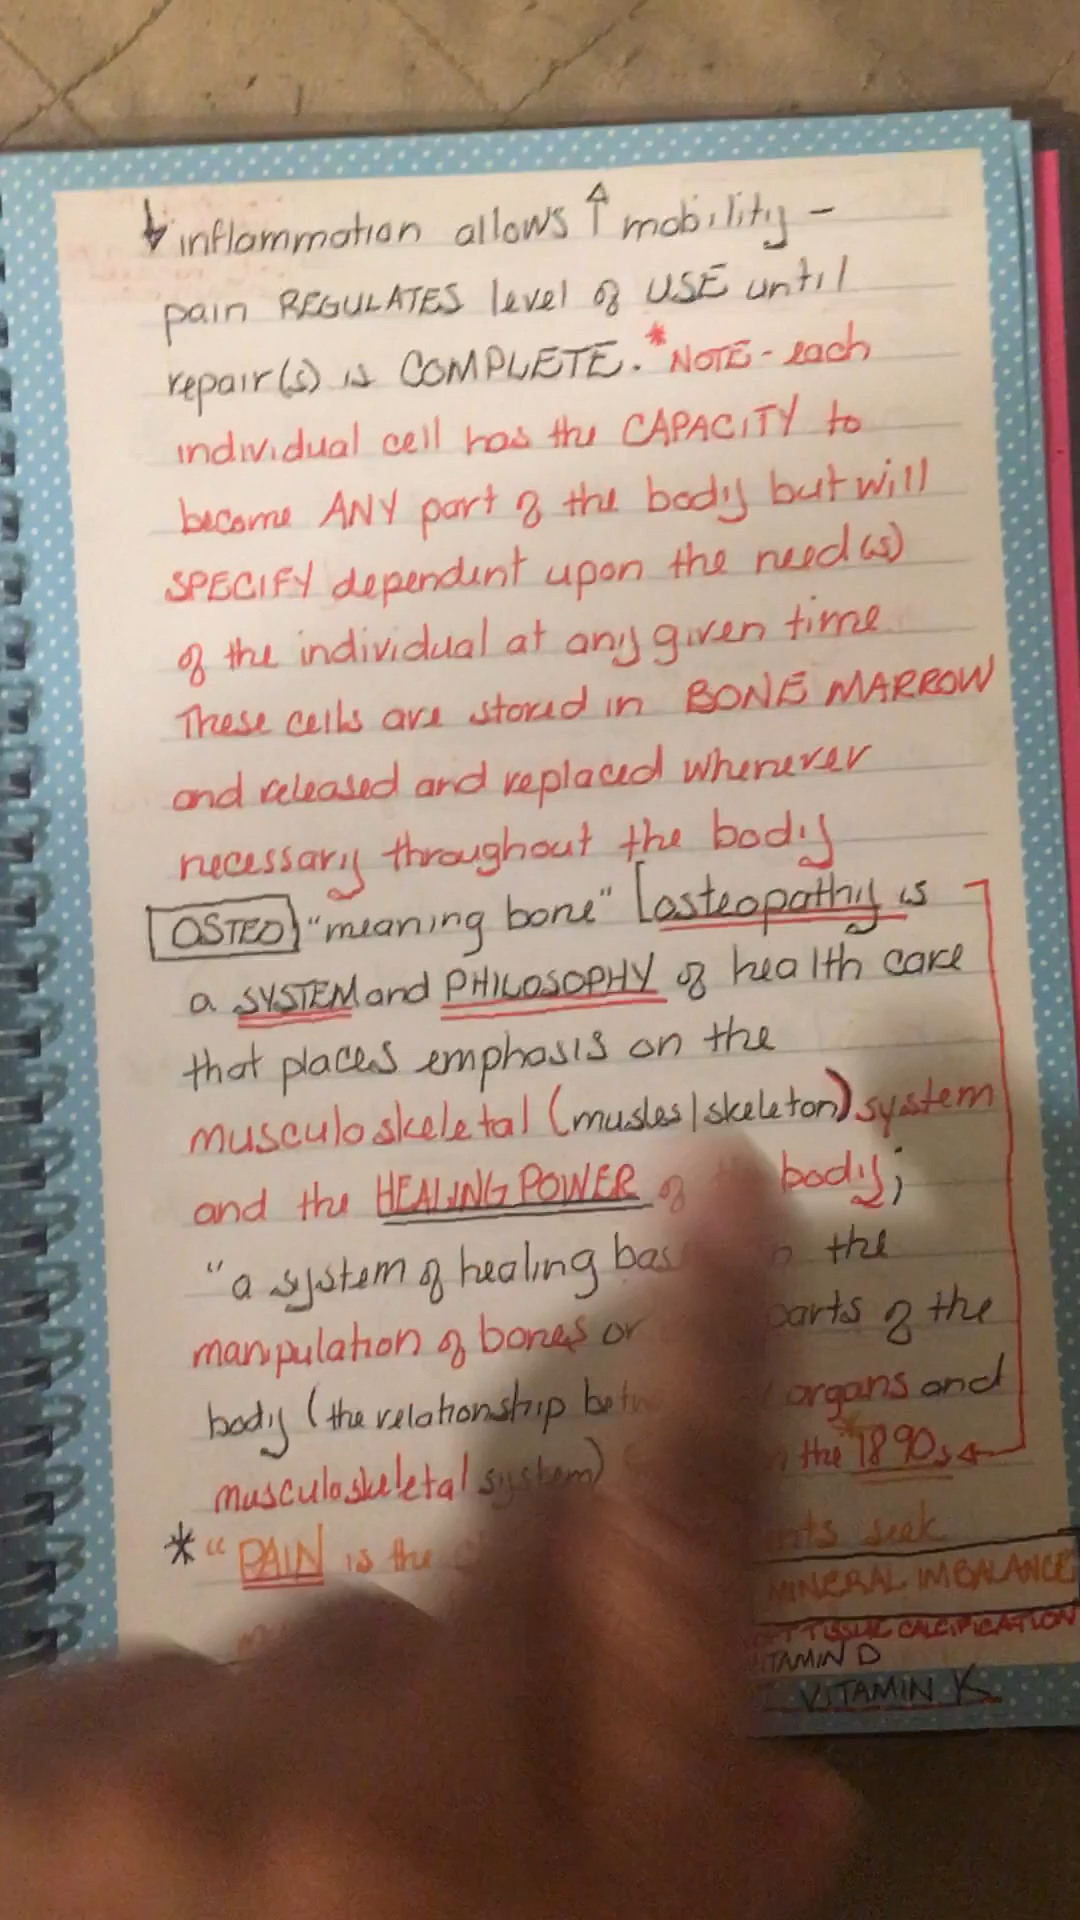 ↓ inflammation allows ↑ mobility -
pain REGULATES level of USE until
repair(s) is COMPLETE. *NOTE - each
individual cell has the CAPACITY to
become ANY part of the body but will
SPECIFY dependent upon the need(s)
of the individual at any given time
These cells are stored in BONE MARROW
and released and replaced whenever
necessary throughout the body
OSTEO "meaning bone" [osteopathy is
a SYSTEM and PHILOSOPHY of health care
that places emphasis on the
musculoskeletal (musles/skeleton) system
and the HEALING POWER of body;
"a system of healing the
manipulation of bones or parts of the
body (the relationship organs and
musculoskeletal system) the *1890s
* "PAIN is the seek
MINERAL IMBALANCE
TISSUE CALCIFICATION
VITAMIN D
VITAMIN K